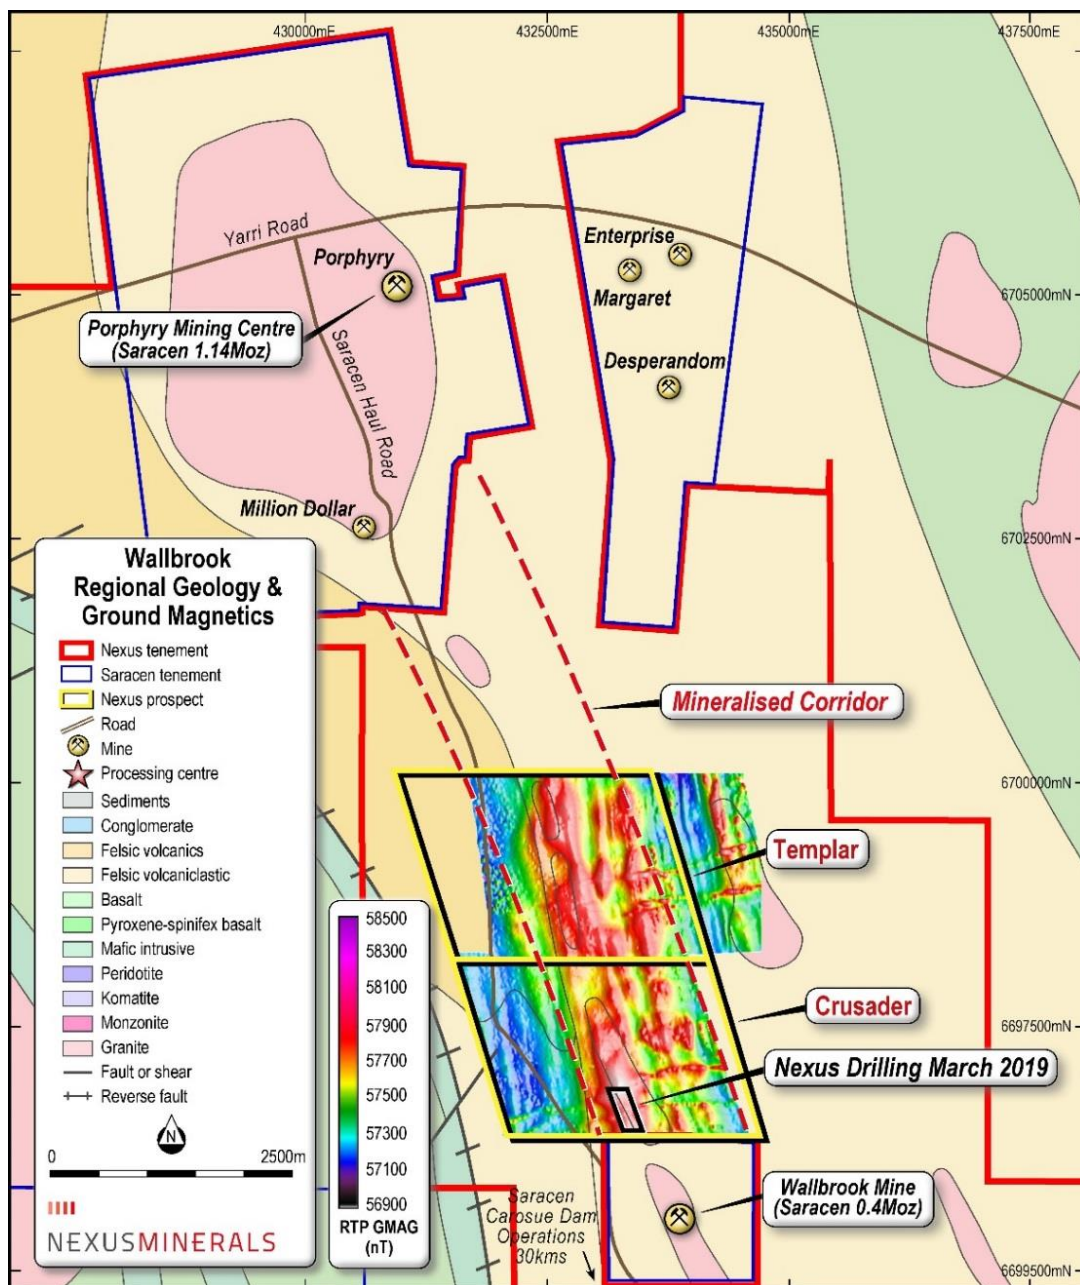 430000mE
432500mE
435000mE
437500mE
Yarri Road
Porphyry
Enterprise
Margaret
6705000mN
Porphyry Mining Centre
(Saracen 1.14Moz)
Saracen Haul Road
Desperandom
Million Dollar
6702500mN
Mineralised Corridor
6700000mN
Templar
Crusader
6697500mN
Nexus Drilling March 2019
Wallbrook Mine
(Saracen 0.4Moz)
Saracen
Carosue Dam
Operations
30kms
6699500mN
Wallbrook
Regional Geology &
Ground Magnetics
Nexus tenement
Saracen tenement
Nexus prospect
Road
Mine
Processing centre
Sediments
Conglomerate
Felsic volcanics
Felsic volcaniclastic
Basalt
Pyroxene-spinifex basalt
Mafic intrusive
Peridotite
Komatite
Monzonite
Granite
Fault or shear
Reverse fault
N
0
2500m
NEXUSMINERALS
58500
58300
58100
57900
57700
57500
57300
57100
56900
RTP GMAG
(nT)